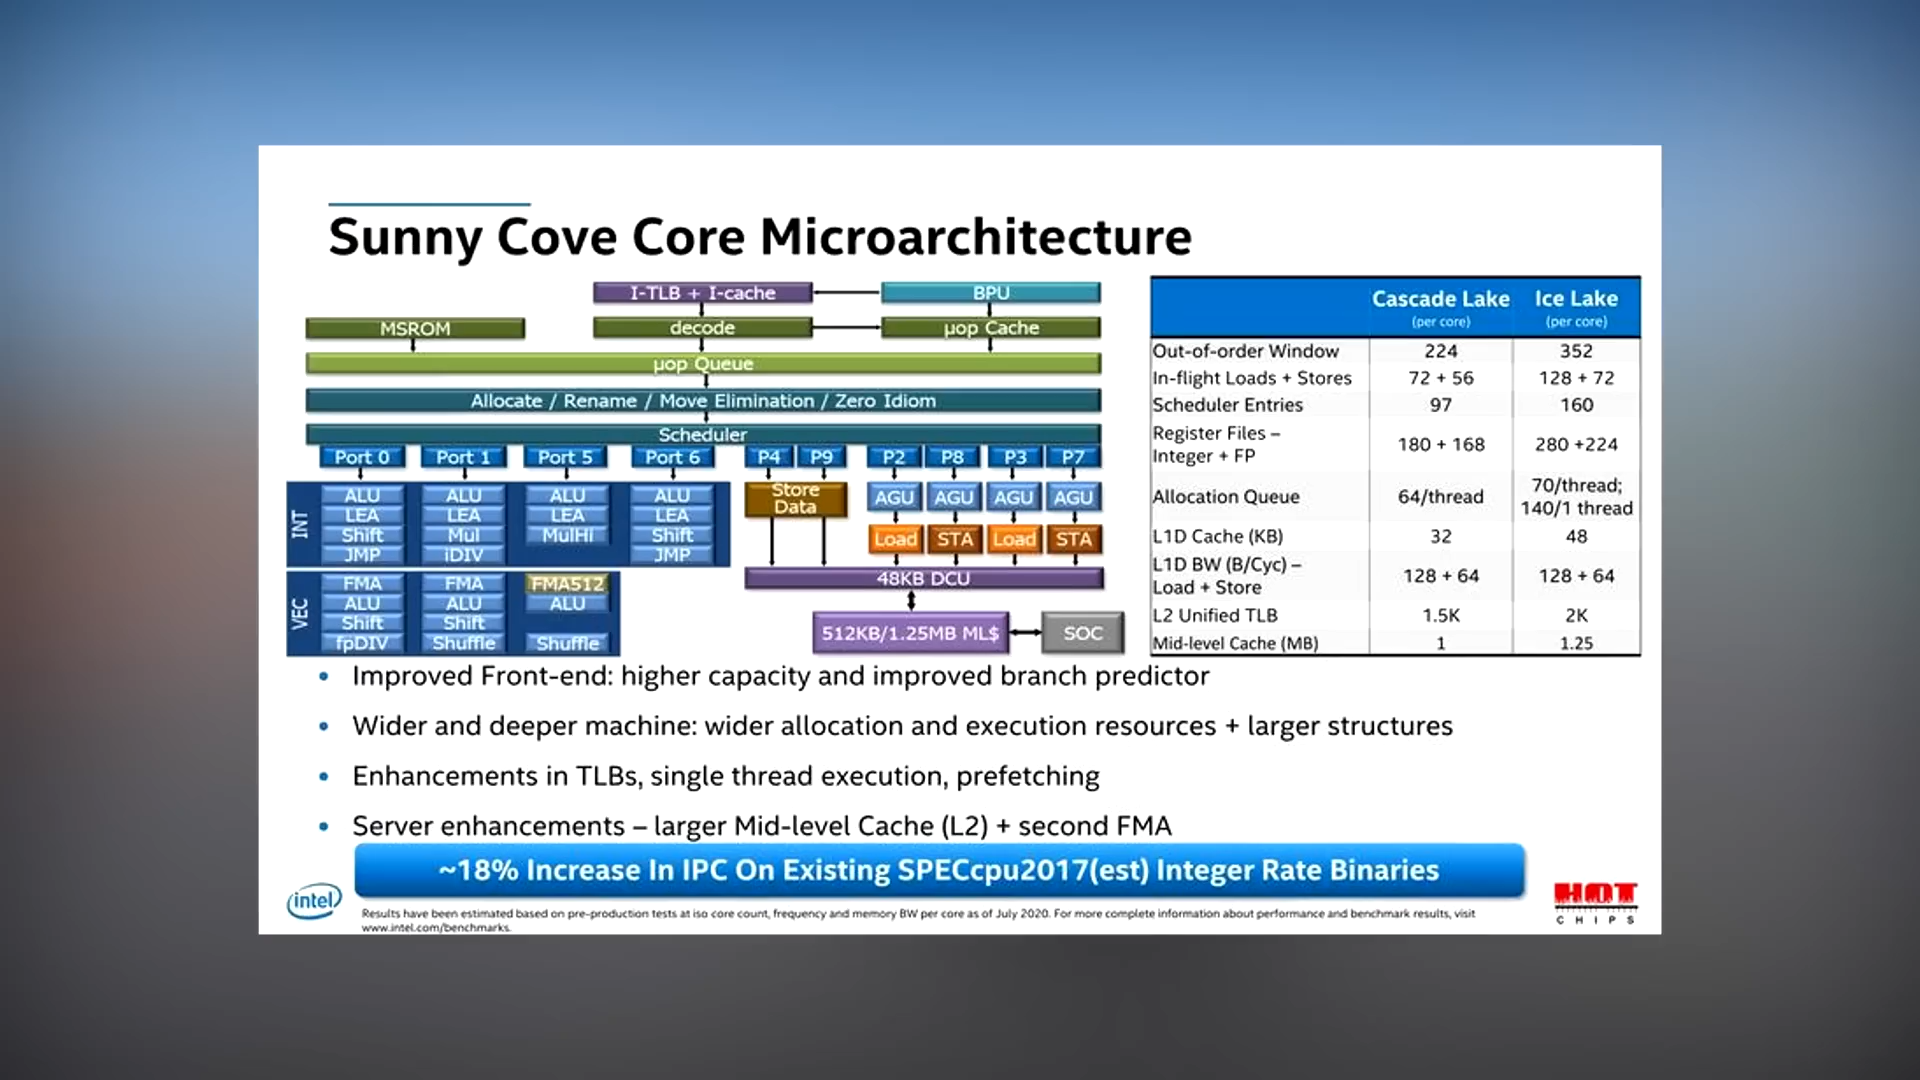 Sunny Cove Core Microarchitecture
I-TLB + I-cache
BPU
MSROM
decode
µop Cache
µop Queue
Allocate / Rename / Move Elimination / Zero Idiom
Scheduler
Port 0
Port 1
Port 5
Port 6
P4
P9
P2
P8
P3
P7
INT
ALU
LEA
Shift
JMP
ALU
LEA
Mul
iDIV
ALU
LEA
MulHi
ALU
LEA
Shift
JMP
Store
Data
AGU
AGU
AGU
AGU
Load
STA
Load
STA
VEC
FMA
ALU
Shift
fpDIV
FMA
ALU
Shift
Shuffle
FMA512
ALU
Shuffle
48KB DCU
512KB/1.25MB ML$
SOC
Cascade Lake Ice Lake
(per core) (per core)
Out-of-order Window 224 352
In-flight Loads + Stores 72 + 56 128 + 72
Scheduler Entries 97 160
Register Files –
Integer + FP 180 + 168 280 +224
Allocation Queue 64/thread 70/thread;
140/1 thread
L1D Cache (KB) 32 48
L1D BW (B/Cyc) –
Load + Store 128 + 64 128 + 64
L2 Unified TLB 1.5K 2K
Mid-level Cache (MB) 1 1.25
• Improved Front-end: higher capacity and improved branch predictor
• Wider and deeper machine: wider allocation and execution resources + larger structures
• Enhancements in TLBs, single thread execution, prefetching
• Server enhancements – larger Mid-level Cache (L2) + second FMA
~18% Increase In IPC On Existing SPECcpu2017(est) Integer Rate Binaries
intel
Results have been estimated based on pre-production tests at iso core count, frequency and memory BW per core as of July 2020. For more complete information about performance and benchmark results, visit
www.intel.com/benchmarks.
HOT
CHIPS